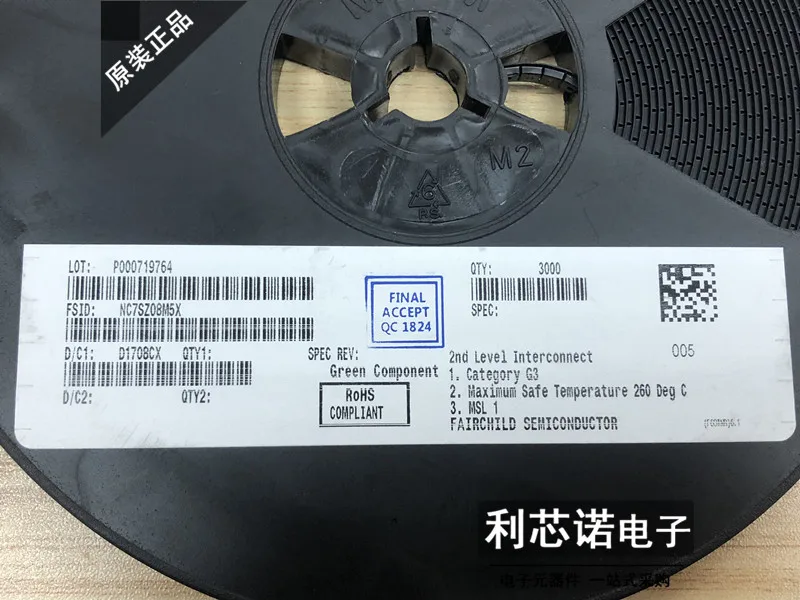 原装正品
M2
6
P.S.
LOT: P000719764
FSID: NC7SZ08M5X
D/C1: D1708CX QTY1:
D/C2: QTY2:
SPEC REV:
Green Component
RoHS
COMPLIANT
FINAL
ACCEPT
QC 1824
QTY: 3000
SPEC:
005
2nd Level Interconnect
1. Category G3
2. Maximum Safe Temperature 260 Deg C
3. MSL 1
FAIRCHILD SEMICONDUCTOR
利芯诺电子
电子元器件 一站式采购